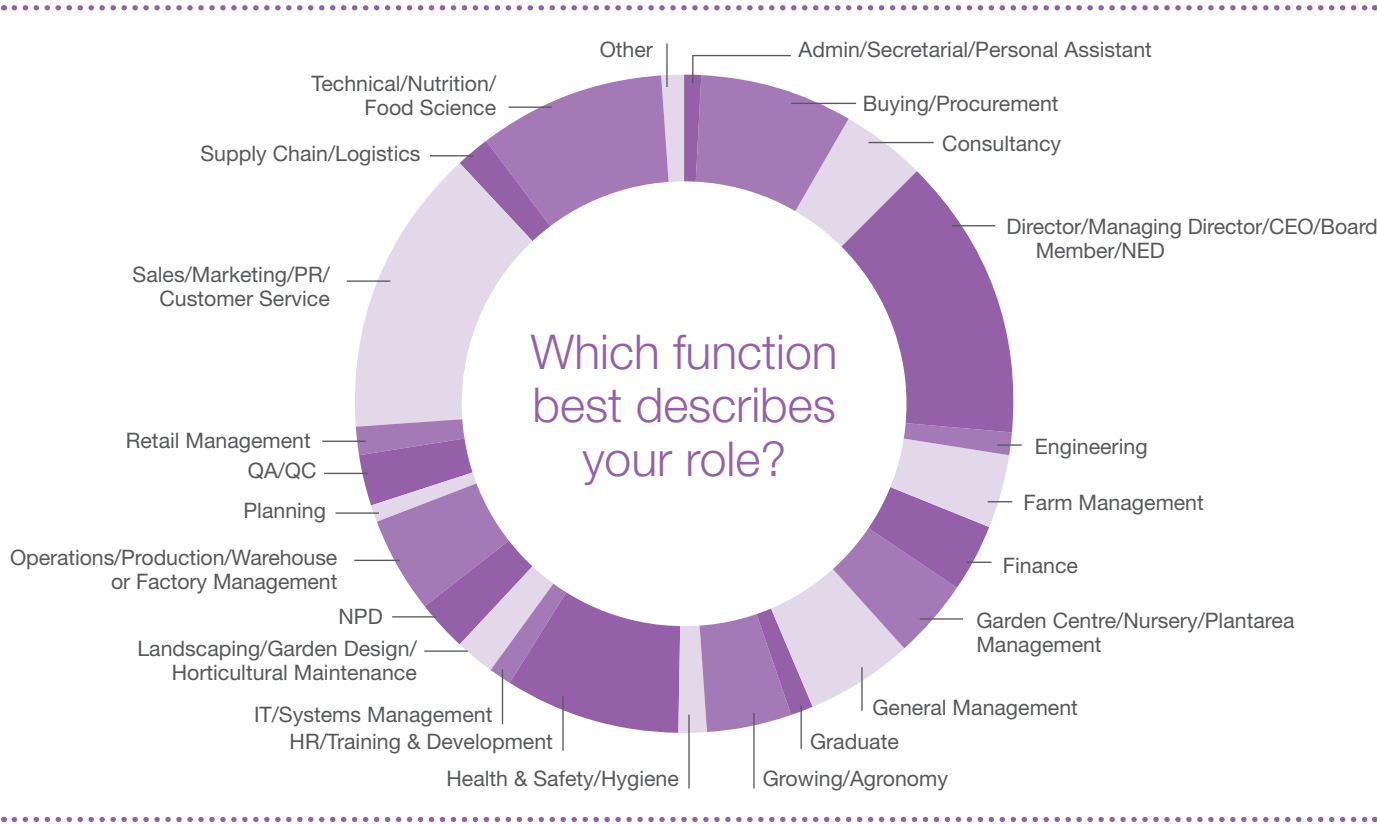 Other
Admin/Secretarial/Personal Assistant
Technical/Nutrition/
Food Science
Buying/Procurement
Consultancy
Supply Chain/Logistics
Director/Managing Director/CEO/Board
Member/NED
Sales/Marketing/PR/
Customer Service
Which function
best describes
your role?
Retail Management
Engineering
QA/QC
Farm Management
Planning
Operations/Production/Warehouse
or Factory Management
Finance
NPD
Garden Centre/Nursery/Plantarea
Management
Landscaping/Garden Design/
Horticultural Maintenance
General Management
IT/Systems Management
HR/Training & Development
Graduate
Health & Safety/Hygiene
Growing/Agronomy